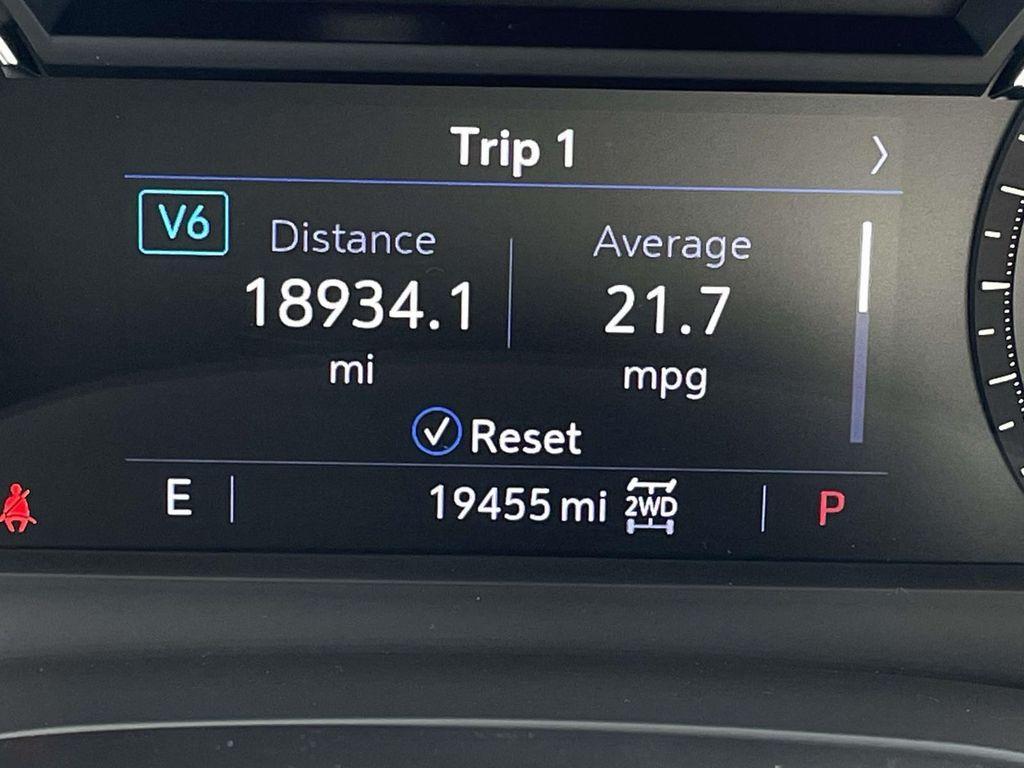 Trip 1
V6
Distance
Average
18934.1
21.7
mi
mpg
Reset
E
19455 mi
2WD
P